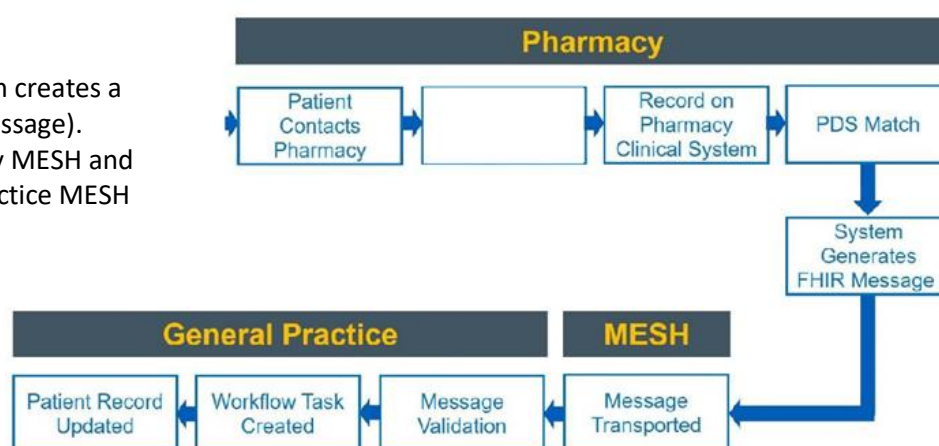 Pharmacy
n creates a
ssage).
y MESH and
ctice MESH
Patient
Contacts
Pharmacy
Record on
Pharmacy
Clinical System
PDS Match
System
Generates
FHIR Message
General Practice
MESH
Patient Record
Updated
Workflow Task
Created
Message
Validation
Message
Transported